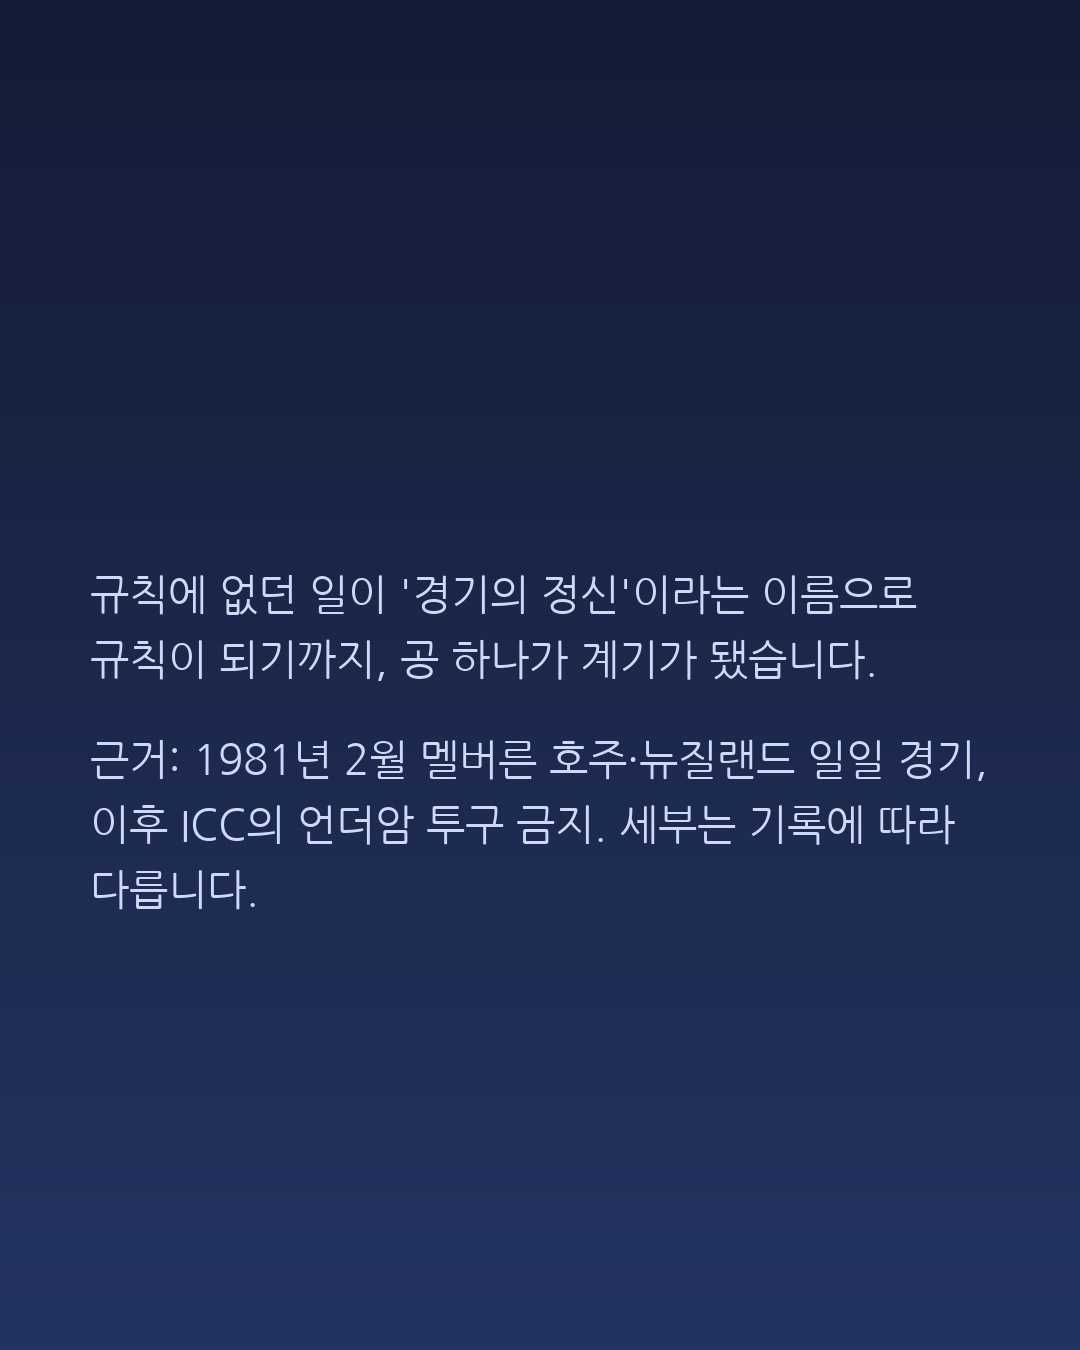 규칙에 없던 일이 '경기의 정신'이라는 이름으로
규칙이 되기까지, 공 하나가 계기가 됐습니다.
근거: 1981년 2월 멜버른 호주·뉴질랜드 일일 경기,
이후 ICC의 언더암 투구 금지. 세부는 기록에 따라
다릅니다.